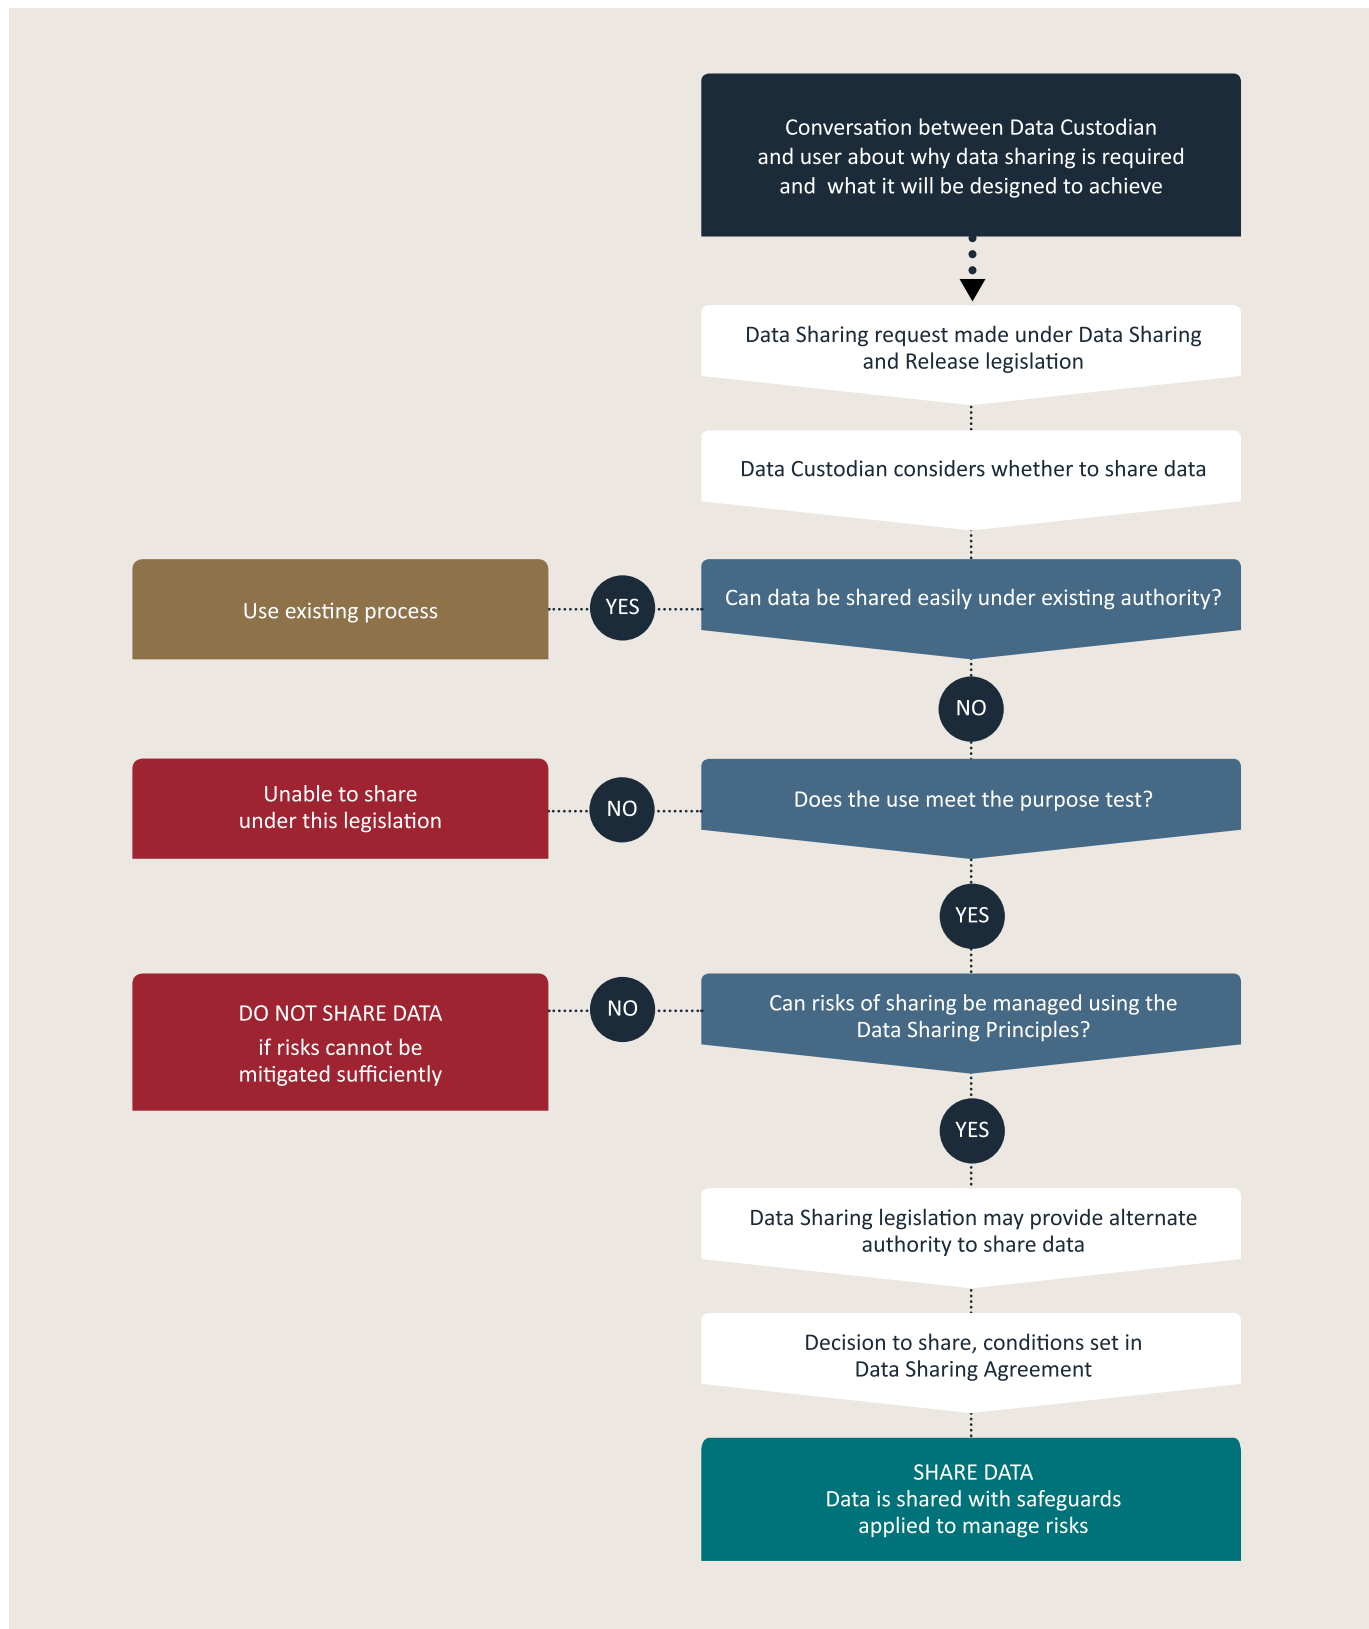 Conversation between Data Custodian
and user about why data sharing is required
and what it will be designed to achieve
Data Sharing request made under Data Sharing
and Release legislation
Data Custodian considers whether to share data
Can data be shared easily under existing authority?
YES
Use existing process
NO
Does the use meet the purpose test?
NO
Unable to share
under this legislation
YES
Can risks of sharing be managed using the
Data Sharing Principles?
NO
DO NOT SHARE DATA
if risks cannot be
mitigated sufficiently
YES
Data Sharing legislation may provide alternate
authority to share data
Decision to share, conditions set in
Data Sharing Agreement
SHARE DATA
Data is shared with safeguards
applied to manage risks